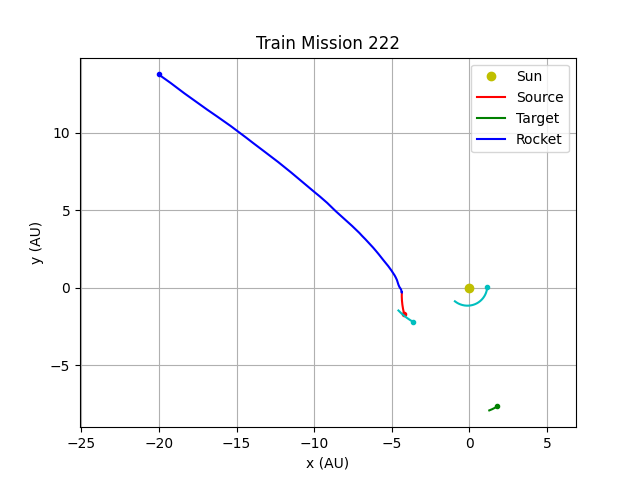 Train Mission 222
Sun
Source
Target
Rocket
10
5
0
−5
y (AU)
−25
−20
−15
−10
−5
0
5
x (AU)